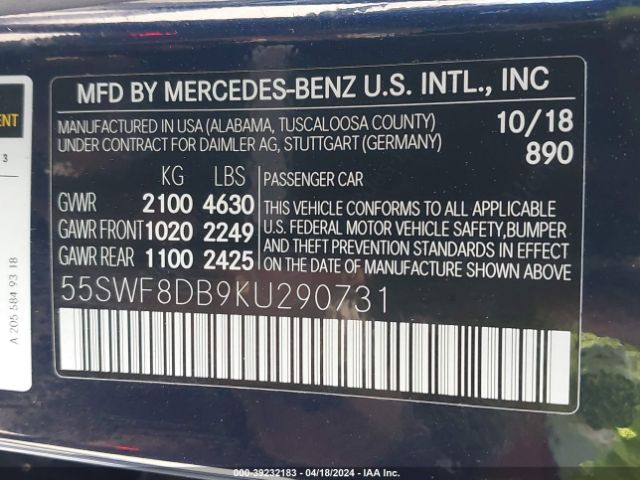 MFD BY MERCEDES-BENZ U.S. INTL., INC
MANUFACTURED IN USA (ALABAMA, TUSCALOOSA COUNTY) 10/18
UNDER CONTRACT FOR DAIMLER AG, STUTTGART (GERMANY) 890
KG LBS PASSENGER CAR
GWR 2100 4630
GAWR FRONT 1020 2249
GAWR REAR 1100 2425
THIS VEHICLE CONFORMS TO ALL APPLICABLE
U.S. FEDERAL MOTOR VEHICLE SAFETY, BUMPER
AND THEFT PREVENTION STANDARDS IN EFFECT
ON THE DATE OF MANUFACTURE SHOWN ABOVE.
55SWF8DB9KU290731
A 205 584 93 18
3
000-39232183 - 04/18/2024 - IAA Inc.